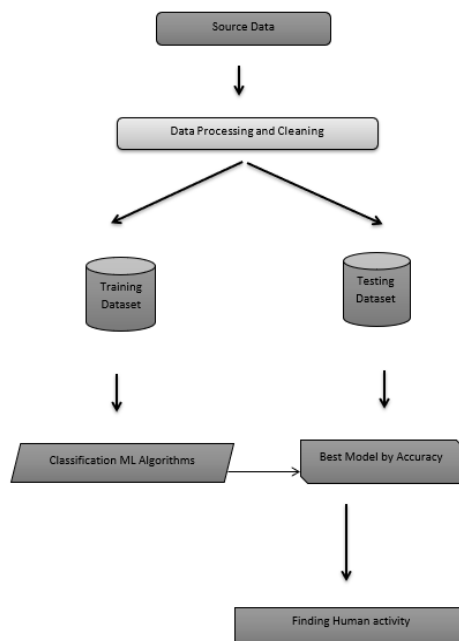 Source Data
Data Processing and Cleaning
Training
Dataset
Testing
Dataset
Classification ML Algorithms
Best Model by Accuracy
Finding Human activity